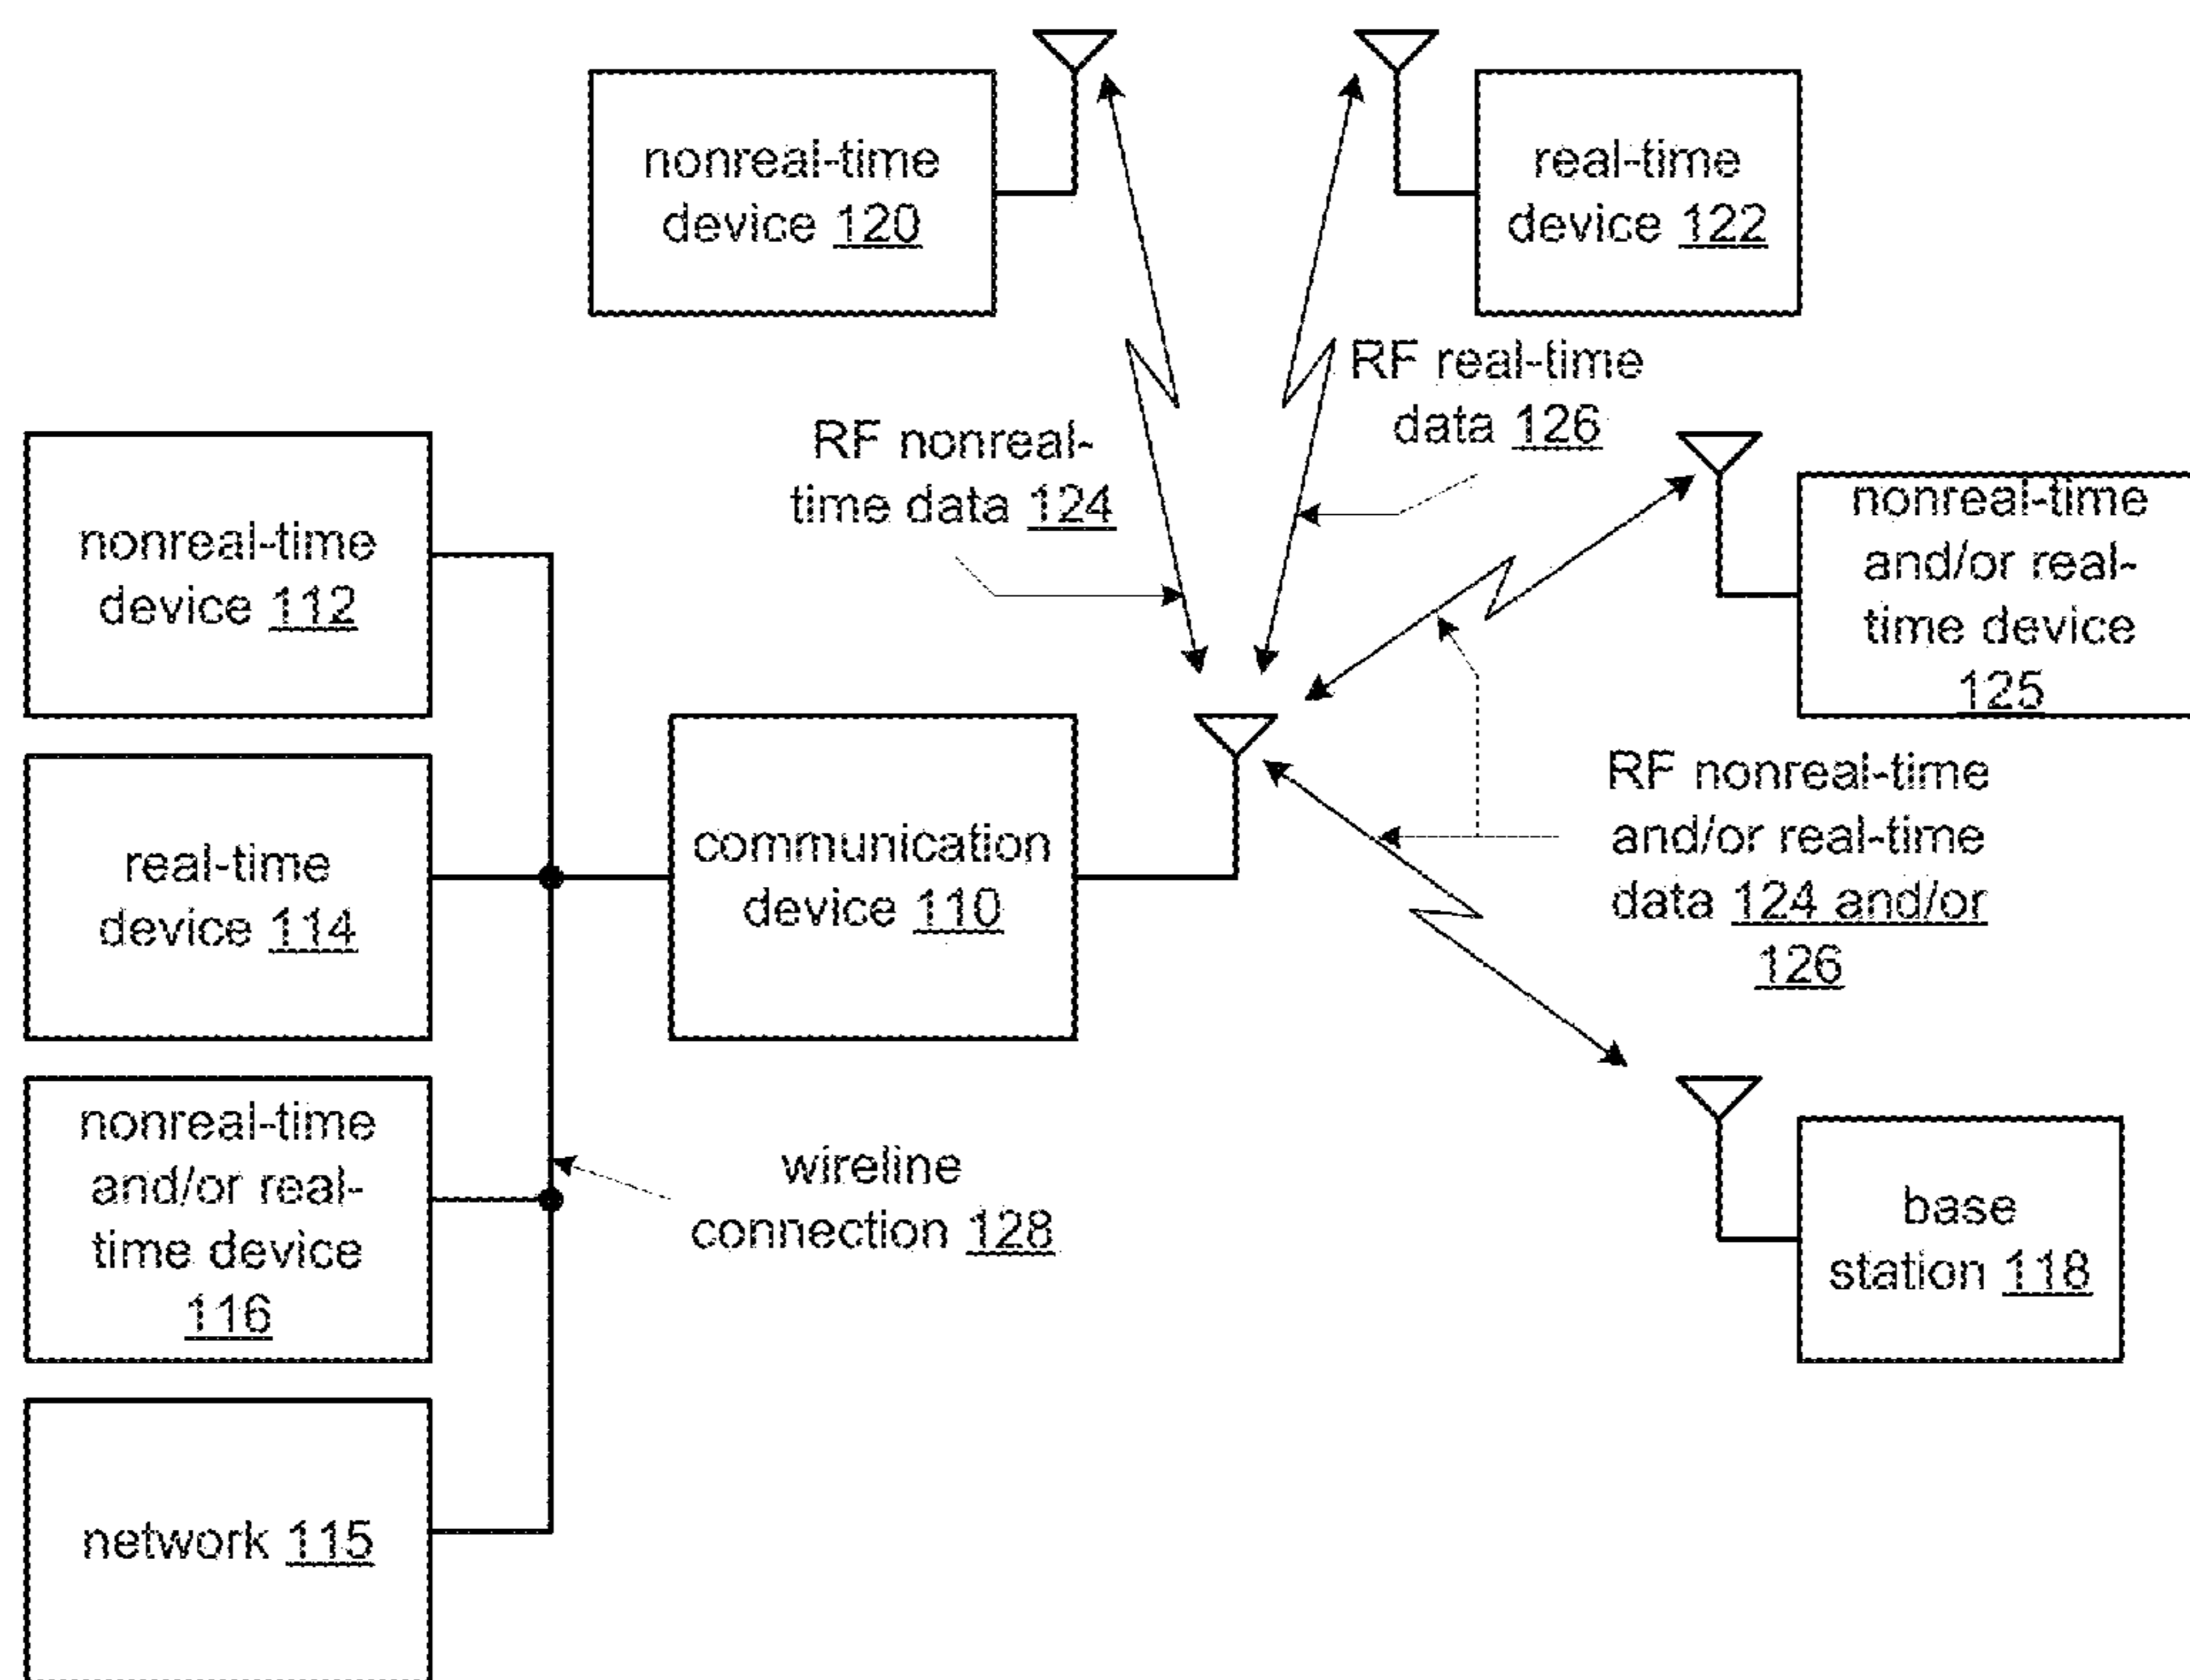 nonreal-time
device 120
real-time
device 122
RF real-time
data 126
RF nonreal-
time data 124
nonreal-time
and/or real-
time device
125
nonreal-time
device 112
real-time
device 114
communication
device 110
RF nonreal-time
and/or real-time
data 124 and/or
126
nonreal-time
and/or real-
time device
116
wireline
connection 128
base
station 118
network 115